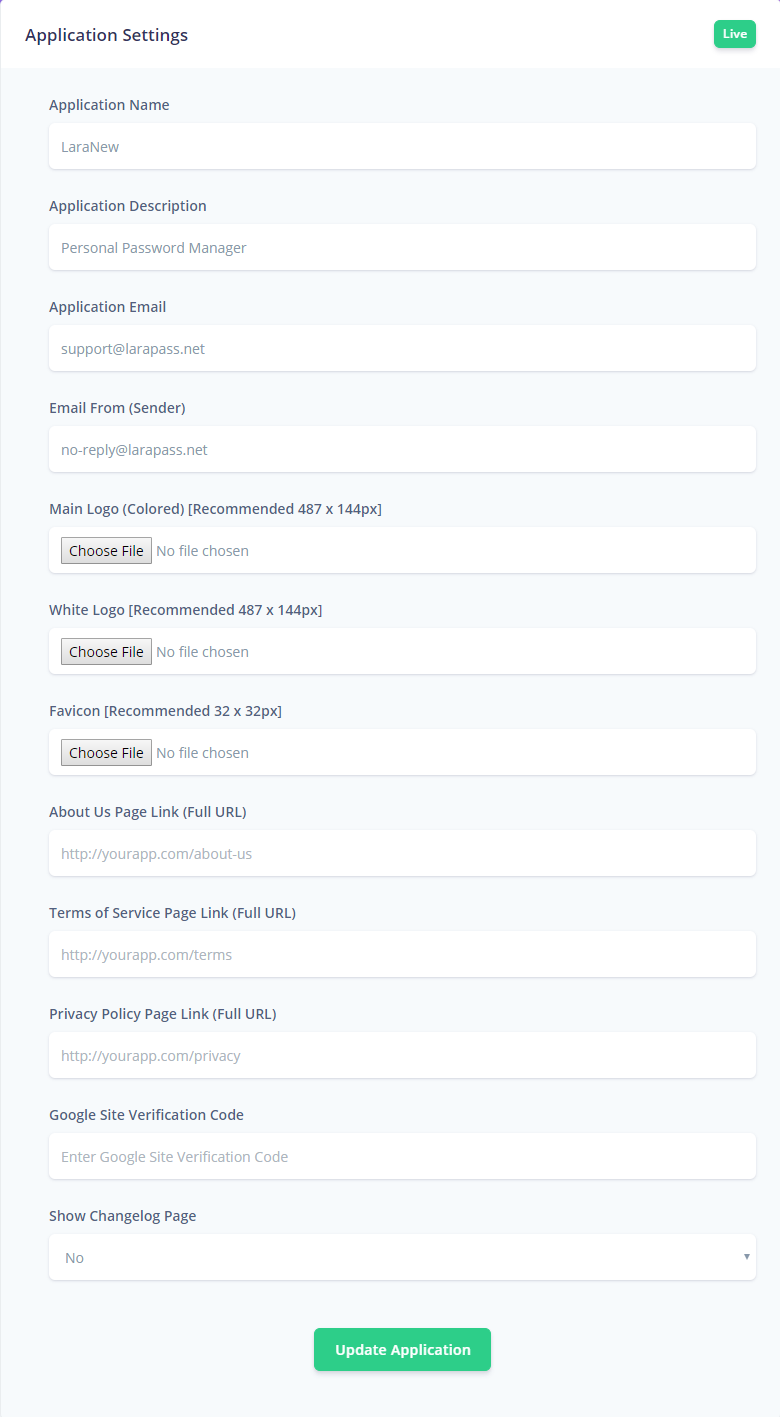 Application Settings
Live
Application Name
LaraNew
Application Description
Personal Password Manager
Application Email
support@larapass.net
Email From (Sender)
no-reply@larapass.net
Main Logo (Colored) [Recommended 487 x 144px]
Choose File No file chosen
White Logo [Recommended 487 x 144px]
Choose File No file chosen
Favicon [Recommended 32 x 32px]
Choose File No file chosen
About Us Page Link (Full URL)
http://yourapp.com/about-us
Terms of Service Page Link (Full URL)
http://yourapp.com/terms
Privacy Policy Page Link (Full URL)
http://yourapp.com/privacy
Google Site Verification Code
Enter Google Site Verification Code
Show Changelog Page
No
Update Application